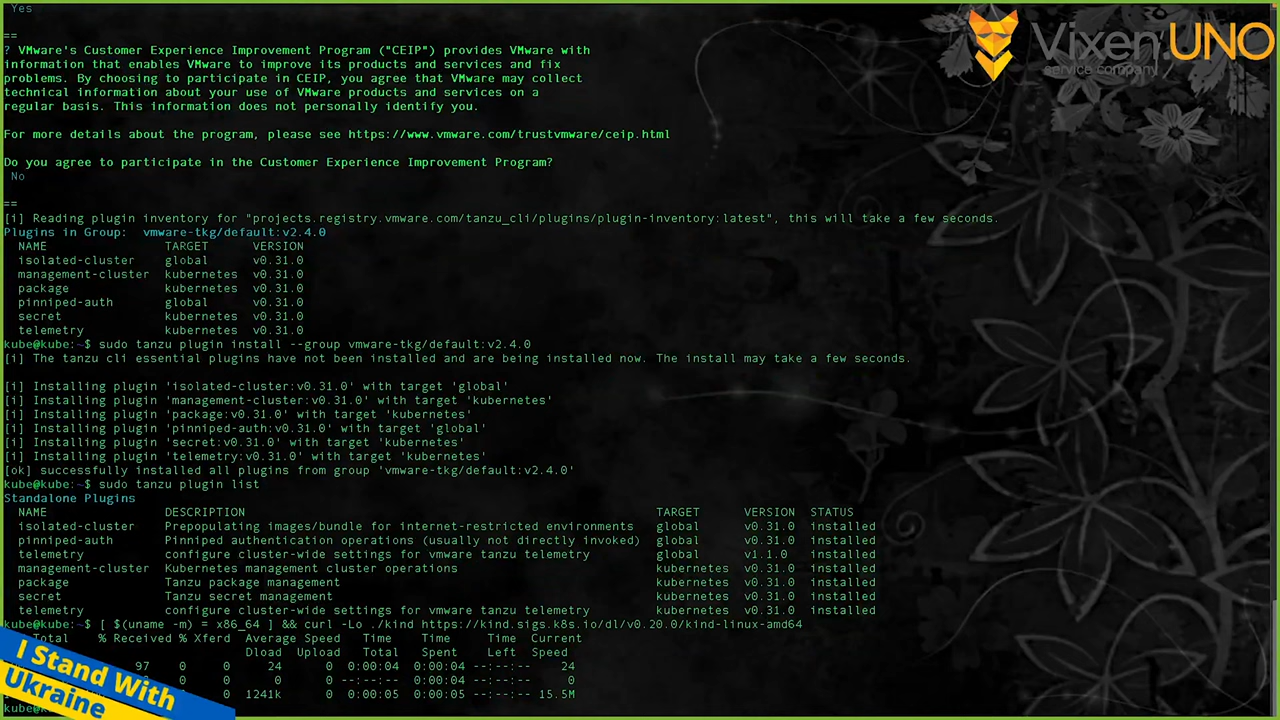 Yes
==
? VMware's Customer Experience Improvement Program ("CEIP") provides VMware with
information that enables VMware to improve its products and services and fix
problems. By choosing to participate in CEIP, you agree that VMware may collect
technical information about your use of VMware products and services on a
regular basis. This information does not personally identify you.
For more details about the program, please see https://www.vmware.com/trustvmware/ceip.html
Do you agree to participate in the Customer Experience Improvement Program?
No
==
[i] Reading plugin inventory for "projects.registry.vmware.com/tanzu_cli/plugins/plugin-inventory:latest", this will take a few seconds.
Plugins in Group:  vmware-tkg/default:v2.4.0
NAME TARGET VERSION
isolated-cluster global v0.31.0
management-cluster kubernetes v0.31.0
package kubernetes v0.31.0
pinniped-auth global v0.31.0
secret kubernetes v0.31.0
telemetry kubernetes v0.31.0
kube@kube:~$ sudo tanzu plugin install --group vmware-tkg/default:v2.4.0
[i] The tanzu cli essential plugins have not been installed and are being installed now. The install may take a few seconds.
[i] Installing plugin 'isolated-cluster:v0.31.0' with target 'global'
[i] Installing plugin 'management-cluster:v0.31.0' with target 'kubernetes'
[i] Installing plugin 'package:v0.31.0' with target 'kubernetes'
[i] Installing plugin 'pinniped-auth:v0.31.0' with target 'global'
[i] Installing plugin 'secret:v0.31.0' with target 'kubernetes'
[i] Installing plugin 'telemetry:v0.31.0' with target 'kubernetes'
[ok] successfully installed all plugins from group 'vmware-tkg/default:v2.4.0'
kube@kube:~$ sudo tanzu plugin list
Standalone Plugins
NAME DESCRIPTION TARGET VERSION STATUS
isolated-cluster Prepopulating images/bundle for internet-restricted environments global v0.31.0 installed
pinniped-auth Pinniped authentication operations (usually not directly invoked) global v0.31.0 installed
telemetry configure cluster-wide settings for vmware tanzu telemetry global v1.1.0 installed
management-cluster Kubernetes management cluster operations kubernetes v0.31.0 installed
package Tanzu package management kubernetes v0.31.0 installed
secret Tanzu secret management kubernetes v0.31.0 installed
telemetry configure cluster-wide settings for vmware tanzu telemetry kubernetes v0.31.0 installed
kube@kube:~$ [ $(uname -m) = x86_64 ] && curl -Lo ./kind https://kind.sigs.k8s.io/dl/v0.20.0/kind-linux-amd64
Total % Received % Xferd Average Speed Time Time Time Current
Dload Upload Total Spent Left Speed
97 0 0 24 0 0:00:04 0:00:04 --:--:-- 24
0 0 0 0 --:--:-- 0:00:04 --:--:-- 0
0 0 1241k 0 0:00:05 0:00:05 --:--:-- 15.5M
Vixen UNO
service company
I Stand With
Ukraine